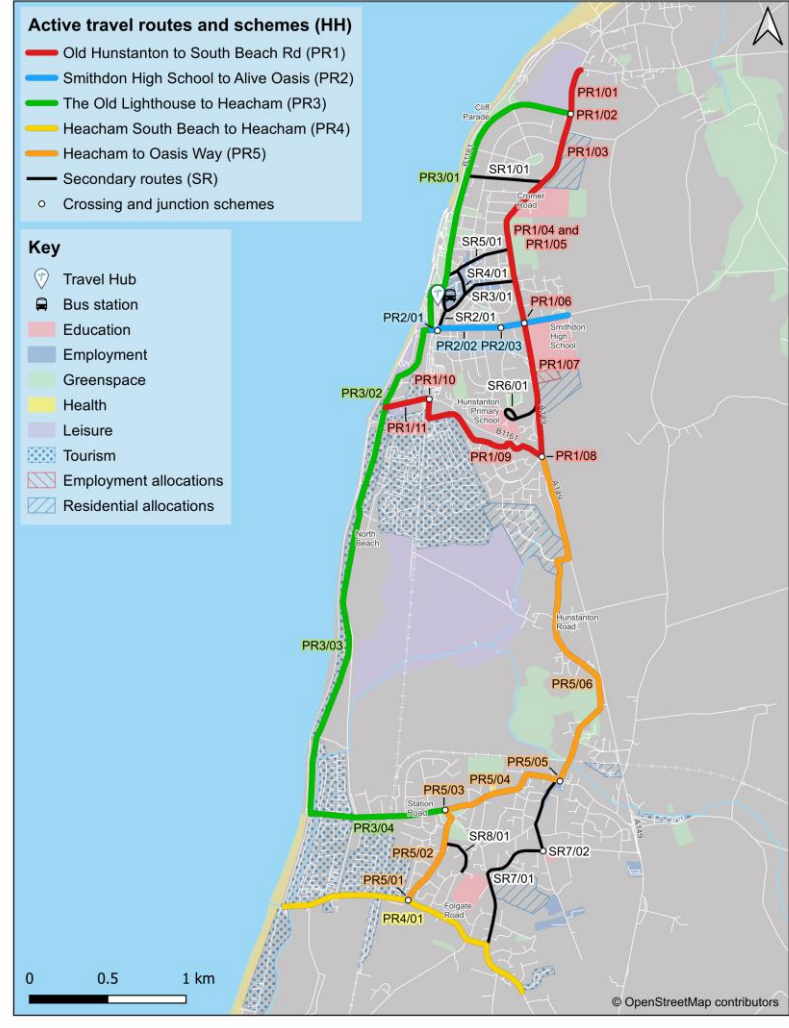 Active travel routes and schemes (HH)
Old Hunstanton to South Beach Rd (PR1)
Smithdon High School to Alive Oasis (PR2)
The Old Lighthouse to Heacham (PR3)
Heacham South Beach to Heacham (PR4)
Heacham to Oasis Way (PR5)
Secondary routes (SR)
Crossing and junction schemes
Key
Travel Hub
Bus station
Education
Employment
Greenspace
Health
Leisure
Tourism
Employment allocations
Residential allocations
PR1/01
Cliff
Parade
PR1/02
B1161
PR1/03
SR1/01
PR3/01
Cromer
Road
PR1/04 and
PR1/05
SR5/01
SR4/01
SR3/01
PR1/06
PR2/01
SR2/01
Smithdon
High
School
PR2/02
PR2/03
PR1/07
PR1/10
SR6/01
PR3/02
Hunstanton
Primary
School
A149
PR1/11
B1161
PR1/09
PR1/08
A149
North
Beach
Hunstanton
Road
PR3/03
PR5/06
PR5/05
PR5/04
PR5/03
Station
Road
PR3/04
SR8/01
PR5/02
SR7/02
A149
SR7/01
PR5/01
Folgate
Road
PR4/01
0 0.5 1 km
© OpenStreetMap contributors